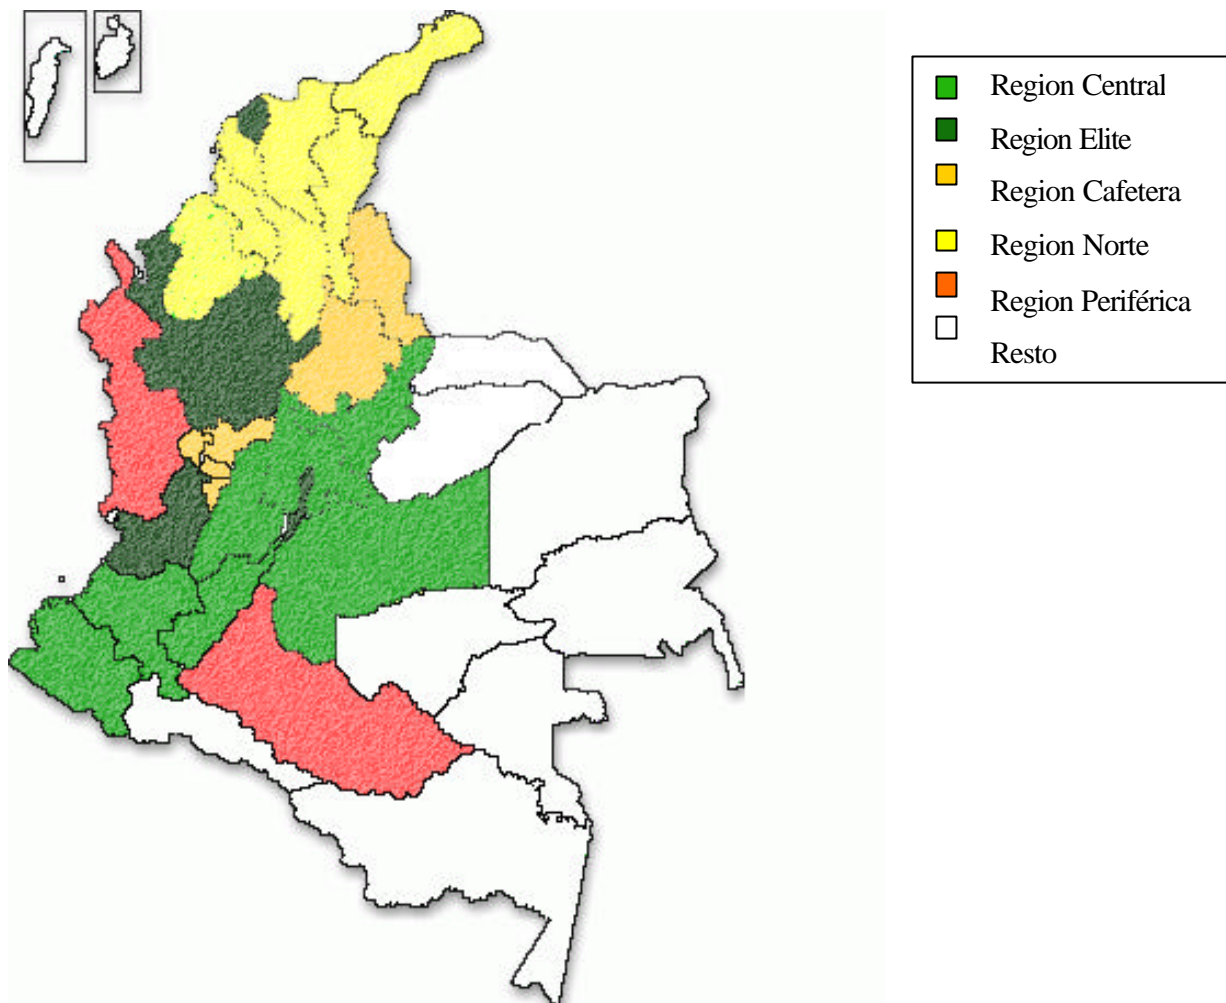 Region Central
Region Elite
Region Cafetera
Region Norte
Region Periférica
Resto